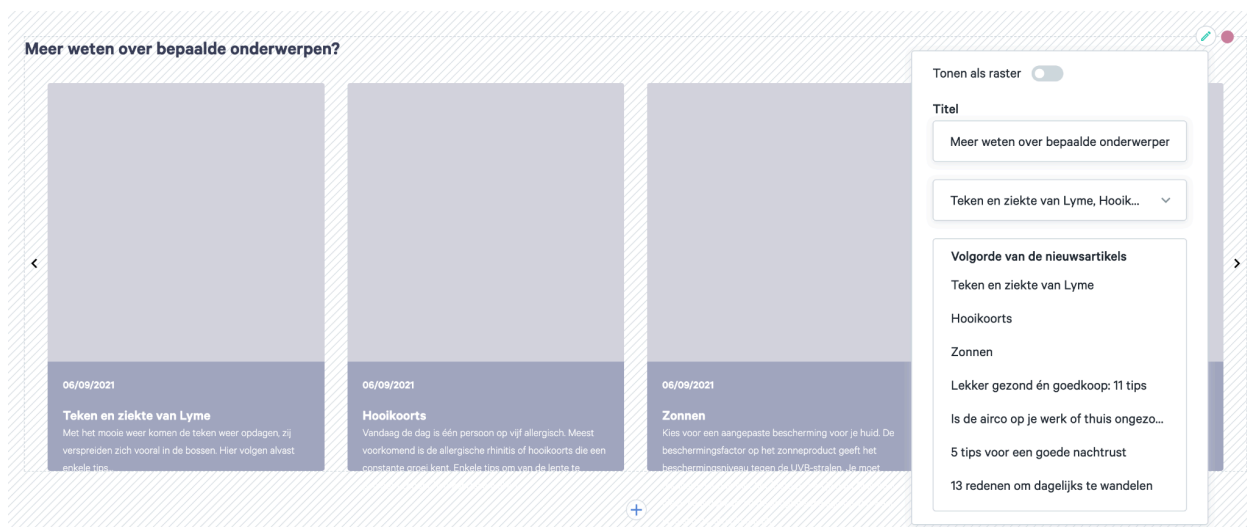 Meer weten over bepaalde onderwerpen?
06/09/2021
Teken en ziekte van Lyme
Met het mooie weer komen de teken weer opdagen, zij
verspreiden zich vooral in de bossen. Hier volgen alvast
enkele tips...
06/09/2021
Hooikoorts
Vandaag de dag is één persoon op vijf allergisch. Meest
voorkomend is de allergische rhinitis of hooikoorts die een
constante groei kent. Enkele tips om van de lente te
06/09/2021
Zonnen
Kies voor een aangepaste bescherming voor je huid. De
beschermingsfactor op het zonneproduct geeft het
beschermingsniveau tegen de UVB-stralen. Je moet
Tonen als raster
Titel
Meer weten over bepaalde onderwerper
Teken en ziekte van Lyme, Hooik...
Volgorde van de nieuwsartikels
Teken en ziekte van Lyme
Hooikoorts
Zonnen
Lekker gezond én goedkoop: 11 tips
Is de airco op je werk of thuis ongezo...
5 tips voor een goede nachtrust
13 redenen om dagelijks te wandelen